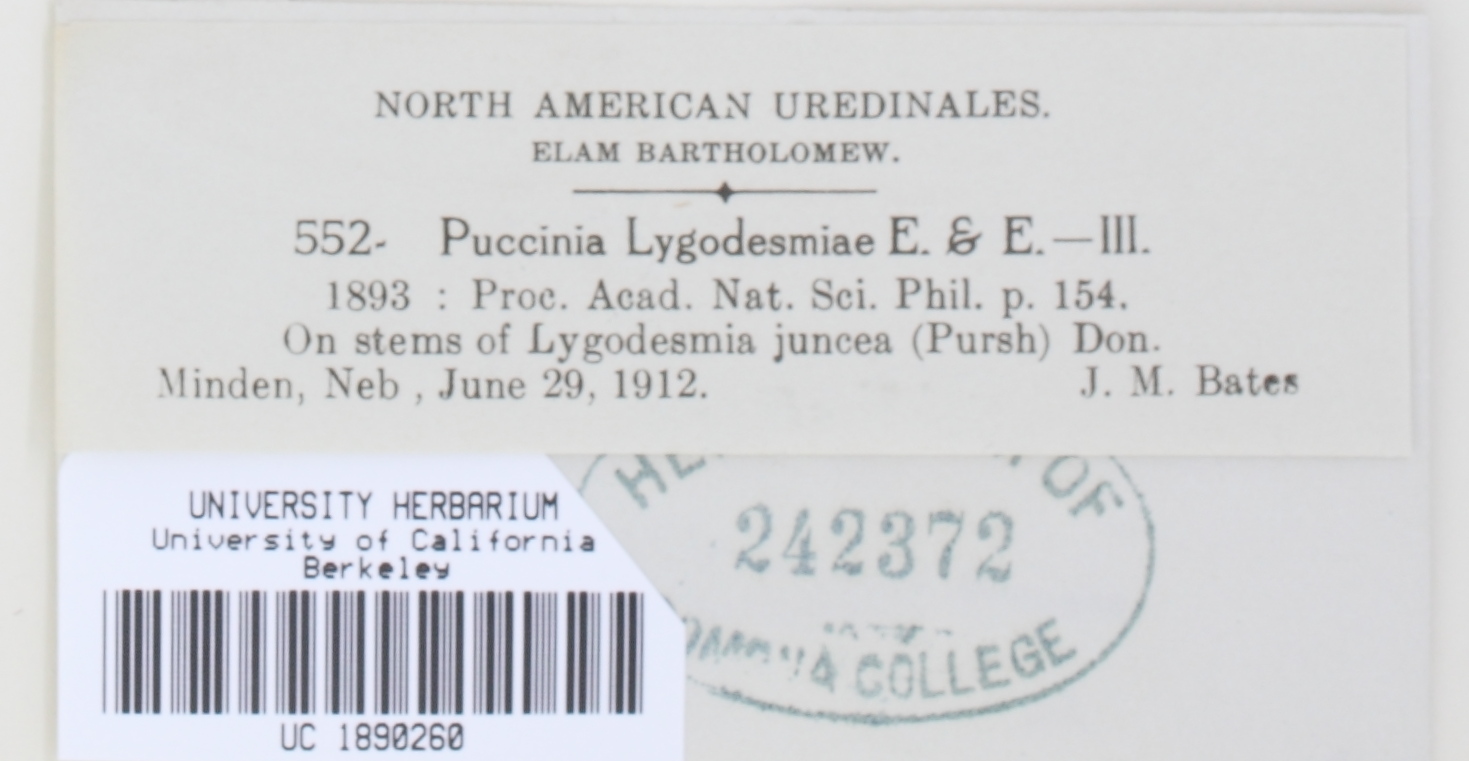 NORTH AMERICAN UREDINALES.
ELAM BARTHOLOMEW.
552- Puccinia Lygodesmiae E. & E.—III.
1893 : Proc. Acad. Nat. Sci. Phil. p. 154.
On stems of Lygodesmia juncea (Pursh) Don.
Minden, Neb , June 29, 1912. J. M. Bates
OF
242372
COLLEGE
UNIVERSITY HERBARIUM
University of California
Berkeley
UC 1890260